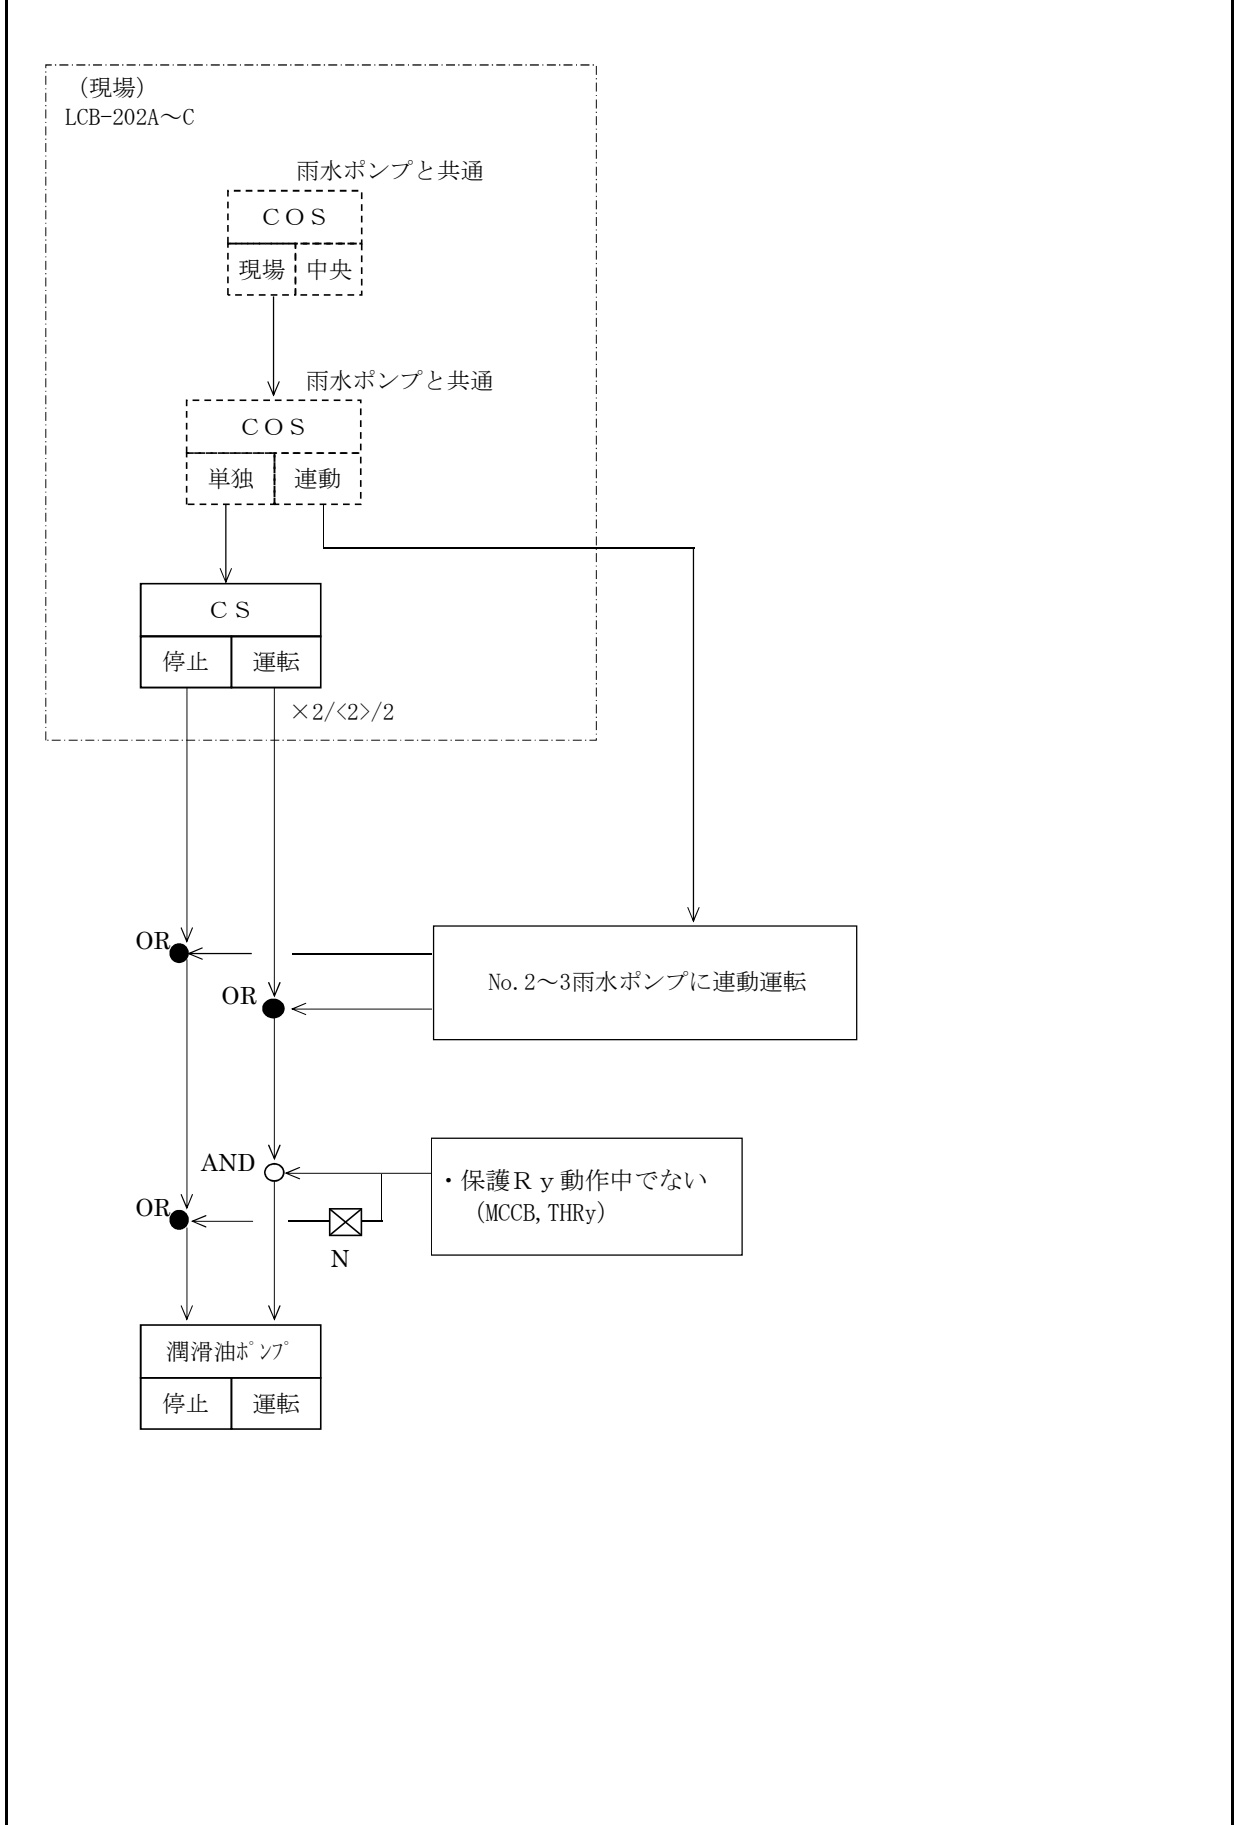 （現場）
LCB-202A～C
雨水ポンプと共通
ＣＯＳ
現場 中央
雨水ポンプと共通
ＣＯＳ
単独 連動
ＣＳ
停止 運転
×2/<2>/2
OR
No.2～3雨水ポンプに連動運転
OR
AND
・保護Ｒｙ動作中でない
(MCCB,THRy)
OR
N
潤滑油ﾎﾟﾝﾌﾟ
停止 運転